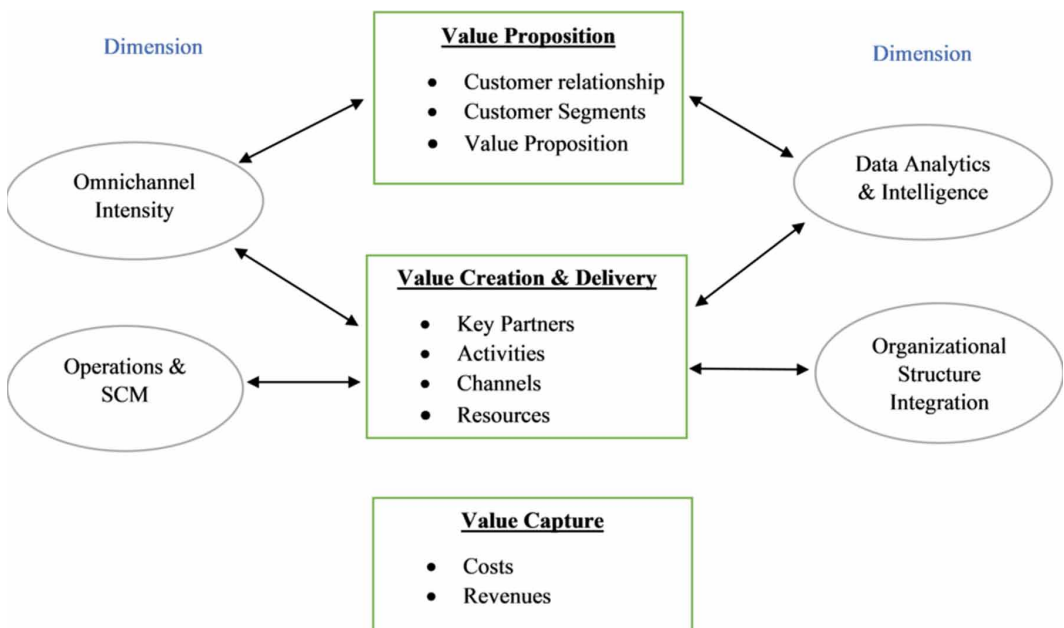 Dimension
Value Proposition
• Customer relationship
• Customer Segments
• Value Proposition
Dimension
Omnichannel
Intensity
Data Analytics
& Intelligence
Value Creation & Delivery
• Key Partners
• Activities
• Channels
• Resources
Operations &
SCM
Organizational
Structure
Integration
Value Capture
• Costs
• Revenues